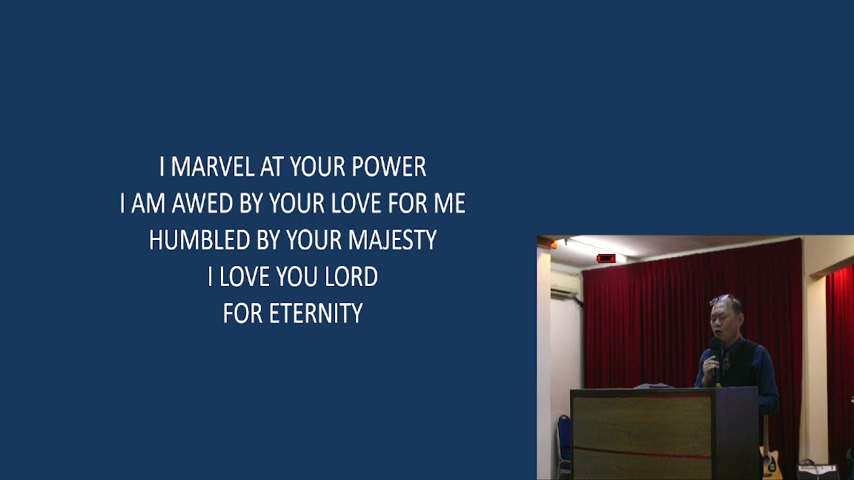 I MARVEL AT YOUR POWER
I AM AWED BY YOUR LOVE FOR ME
HUMBLED BY YOUR MAJESTY
I LOVE YOU LORD
FOR ETERNITY